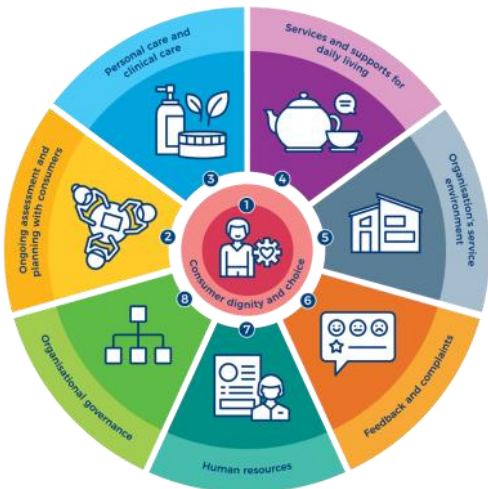 1
Consumer dignity and choice
2
Ongoing assessment and
planning with consumers
3
Personal care and
clinical care
4
Services and supports for
daily living
5
Organisation's service
environment
6
Feedback and complaints
7
Human resources
8
Organisational governance